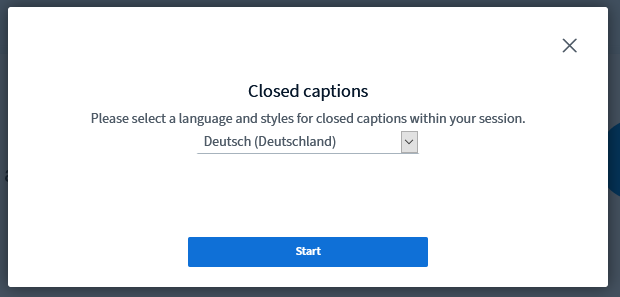 Closed captions
Please select a language and styles for closed captions within your session.
Deutsch (Deutschland)
Start